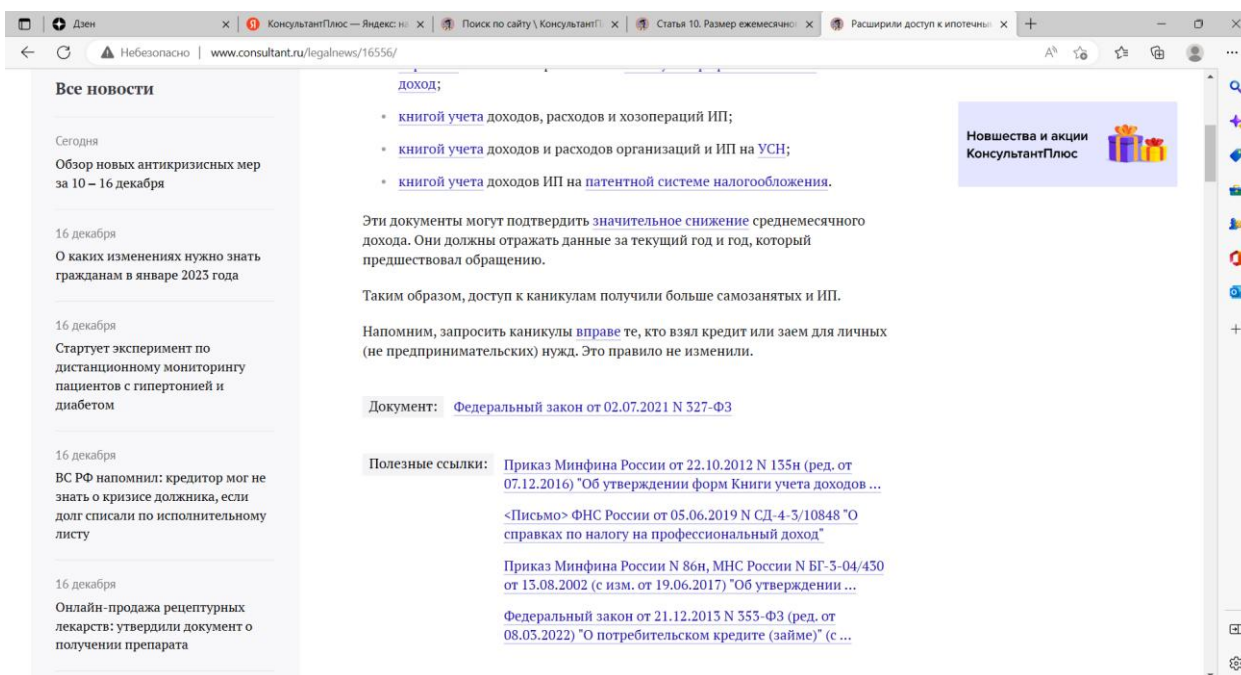 Дзен
КонсультантПлюс — Яндекс: на
Поиск по сайту \ КонсультантП
Статья 10. Размер ежемесячно
Расширили доступ к ипотечны
Небезопасно | www.consultant.ru/legalnews/16556/
Все новости
Сегодня
Обзор новых антикризисных мер
за 10 – 16 декабря
16 декабря
О каких изменениях нужно знать
гражданам в январе 2023 года
16 декабря
Стартует эксперимент по
дистанционному мониторингу
пациентов с гипертонией и
диабетом
16 декабря
ВС РФ напомнил: кредитор мог не
знать о кризисе должника, если
долг списали по исполнительному
листу
16 декабря
Онлайн-продажа рецептурных
лекарств: утвердили документ о
получении препарата
доход;
• книгой учета доходов, расходов и хозопераций ИП;
• книгой учета доходов и расходов организаций и ИП на УСН;
• книгой учета доходов ИП на патентной системе налогообложения.
Эти документы могут подтвердить значительное снижение среднемесячного
дохода. Они должны отражать данные за текущий год и год, который
предшествовал обращению.
Таким образом, доступ к каникулам получили больше самозанятых и ИП.
Напомним, запросить каникулы вправе те, кто взял кредит или заем для личных
(не предпринимательских) нужд. Это правило не изменили.
Документ: Федеральный закон от 02.07.2021 N 327-ФЗ
Полезные ссылки: Приказ Минфина России от 22.10.2012 N 135н (ред. от
07.12.2016) "Об утверждении форм Книги учета доходов ...
<Письмо> ФНС России от 05.06.2019 N СД-4-3/10848 "О
справках по налогу на профессиональный доход"
Приказ Минфина России N 86н, МНС России N БГ-3-04/430
от 13.08.2002 (с изм. от 19.06.2017) "Об утверждении ...
Федеральный закон от 21.12.2013 N 353-ФЗ (ред. от
08.03.2022) "О потребительском кредите (займе)" (с ...
Новшества и акции
КонсультантПлюс